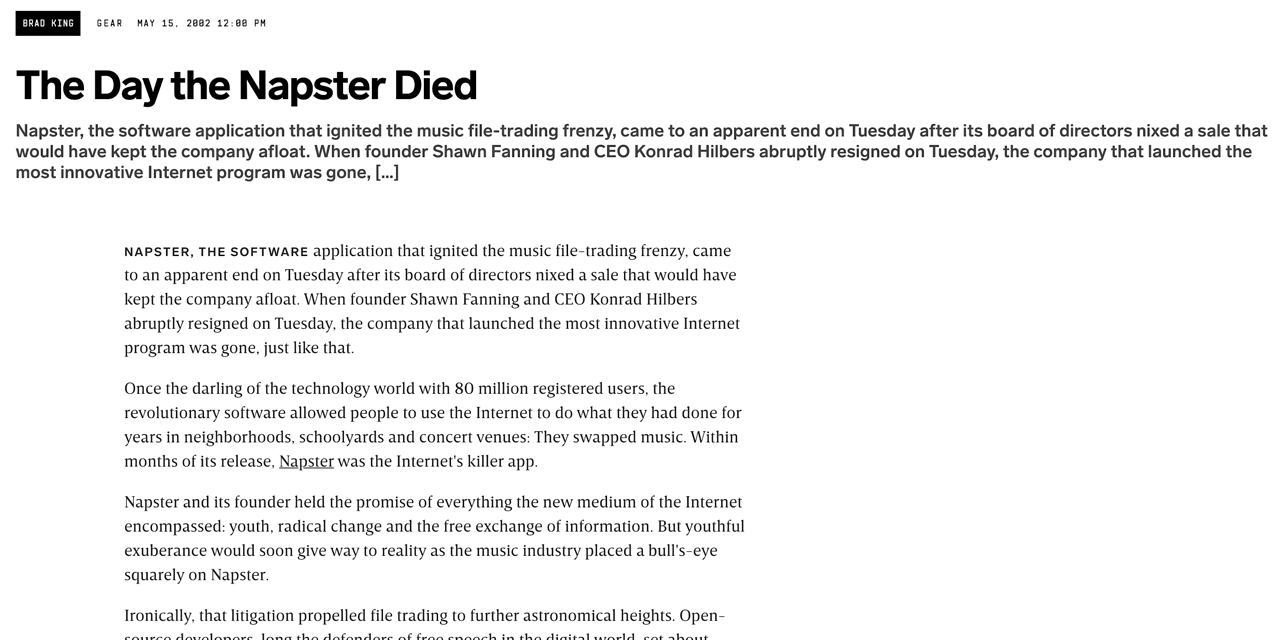 BRAD KING GEAR MAY 15, 2002 12:00 PM
The Day the Napster Died
Napster, the software application that ignited the music file-trading frenzy, came to an apparent end on Tuesday after its board of directors nixed a sale that
would have kept the company afloat. When founder Shawn Fanning and CEO Konrad Hilbers abruptly resigned on Tuesday, the company that launched the
most innovative Internet program was gone, [...]
NAPSTER, THE SOFTWARE application that ignited the music file-trading frenzy, came
to an apparent end on Tuesday after its board of directors nixed a sale that would have
kept the company afloat. When founder Shawn Fanning and CEO Konrad Hilbers
abruptly resigned on Tuesday, the company that launched the most innovative Internet
program was gone, just like that.
Once the darling of the technology world with 80 million registered users, the
revolutionary software allowed people to use the Internet to do what they had done for
years in neighborhoods, schoolyards and concert venues: They swapped music. Within
months of its release, Napster was the Internet's killer app.
Napster and its founder held the promise of everything the new medium of the Internet
encompassed: youth, radical change and the free exchange of information. But youthful
exuberance would soon give way to reality as the music industry placed a bull's-eye
squarely on Napster.
Ironically, that litigation propelled file trading to further astronomical heights. Open-
source developers, long the defenders of free speech in the digital world, set about